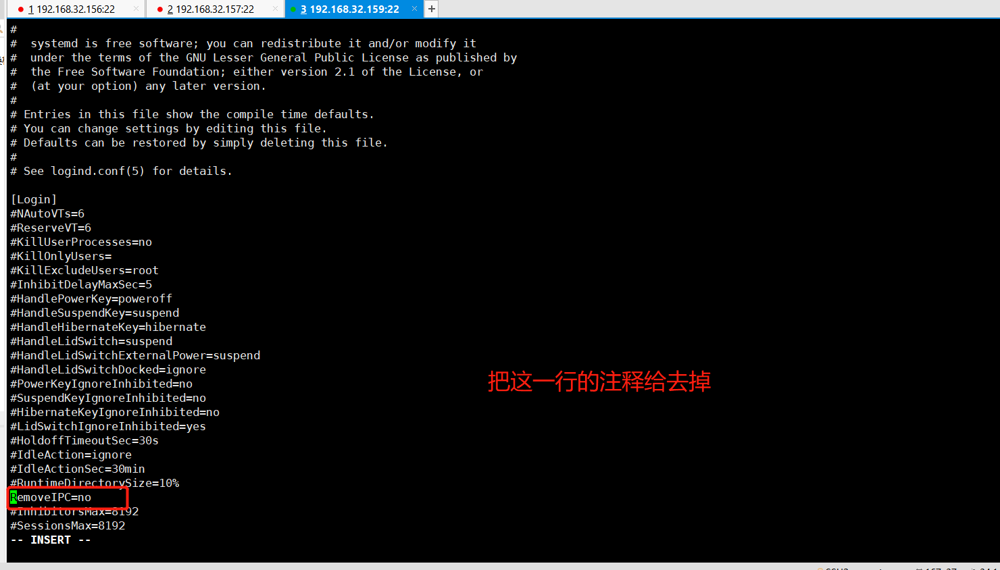 1 192.168.32.156:22 × 2 192.168.32.157:22 × 3 192.168.32.159:22 × +
#
#  systemd is free software; you can redistribute it and/or modify it
#  under the terms of the GNU Lesser General Public License as published by
#  the Free Software Foundation; either version 2.1 of the License, or
#  (at your option) any later version.
#
# Entries in this file show the compile time defaults.
# You can change settings by editing this file.
# Defaults can be restored by simply deleting this file.
#
# See logind.conf(5) for details.
[Login]
#NAutoVTs=6
#ReserveVT=6
#KillUserProcesses=no
#KillOnlyUsers=
#KillExcludeUsers=root
#InhibitDelayMaxSec=5
#HandlePowerKey=poweroff
#HandleSuspendKey=suspend
#HandleHibernateKey=hibernate
#HandleLidSwitch=suspend
#HandleLidSwitchExternalPower=suspend
#HandleLidSwitchDocked=ignore
把这一行的注释给去掉
#PowerKeyIgnoreInhibited=no
#SuspendKeyIgnoreInhibited=no
#HibernateKeyIgnoreInhibited=no
#LidSwitchIgnoreInhibited=yes
#HoldoffTimeoutSec=30s
#IdleAction=ignore
#IdleActionSec=30min
#RuntimeDirectorySize=10%
RemoveIPC=no
#InhibitorsMax=8192
#SessionsMax=8192
-- INSERT --